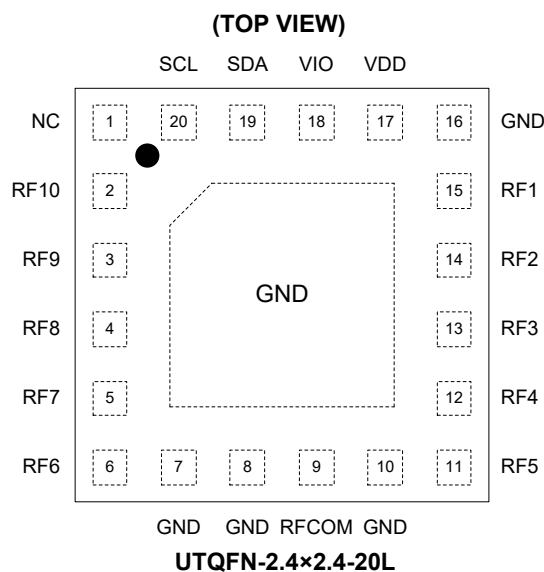 (TOP VIEW)
SCL SDA VIO VDD
NC 1 20 19 18 17 16 GND
RF10 2 15 RF1
RF9 3 14 RF2
GND
RF8 4 13 RF3
RF7 5 12 RF4
RF6 6 7 8 9 10 11 RF5
GND GND RFCOM GND
UTQFN-2.4×2.4-20L